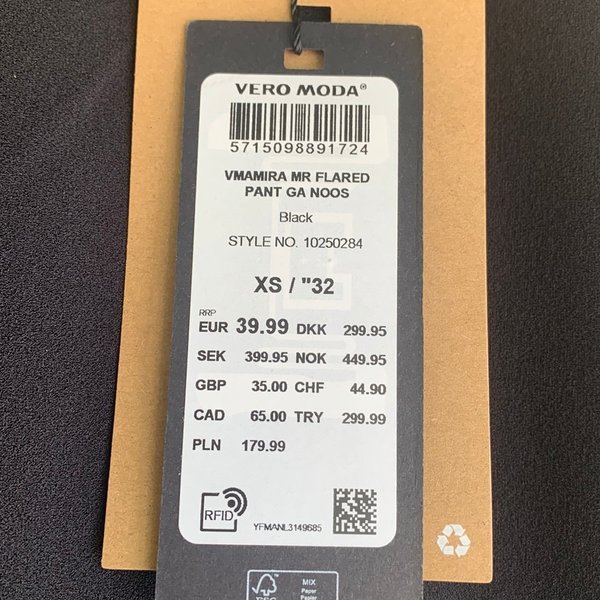 VERO MODA®
5715098891724
VMAMIRA MR FLARED
PANT GA NOOS
Black
STYLE NO. 10250284
XS / "32
RRP
EUR 39.99 DKK 299.95
SEK 399.95 NOK 449.95
GBP 35.00 CHF 44.90
CAD 65.00 TRY 299.99
PLN 179.99
RFID
YFMANL3149685
MIX
Paper
Papier
FSC